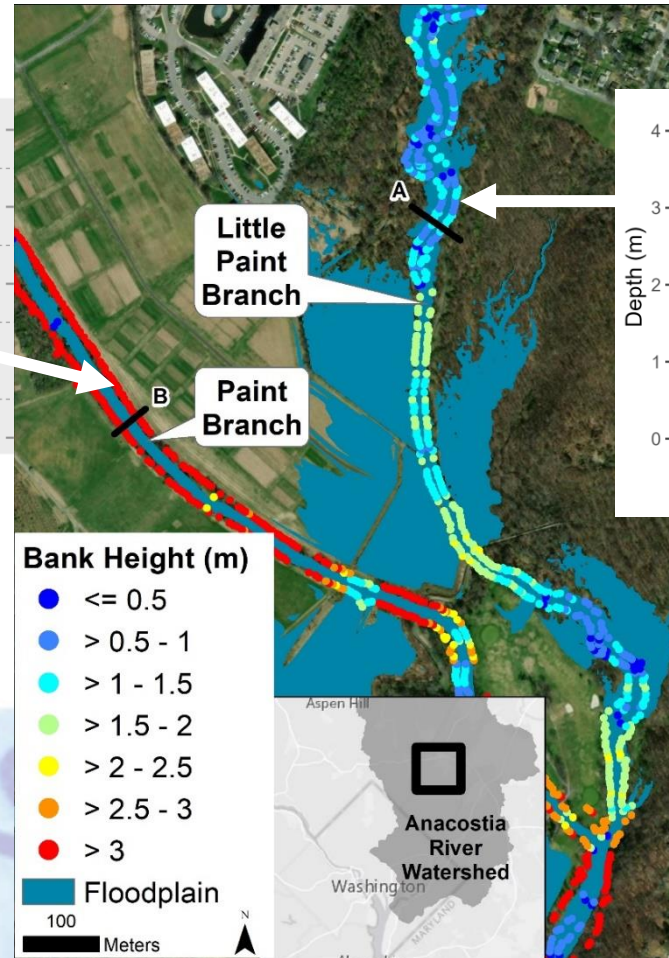 A
Little
Paint
Branch
B
Paint
Branch
4
3
2
1
0
Depth (m)
Bank Height (m)
<= 0.5
> 0.5 - 1
> 1 - 1.5
> 1.5 - 2
> 2 - 2.5
> 2.5 - 3
> 3
Floodplain
100
Meters
N
Aspen Hill
Anacostia
River
Watershed
Washington
MARYLAND